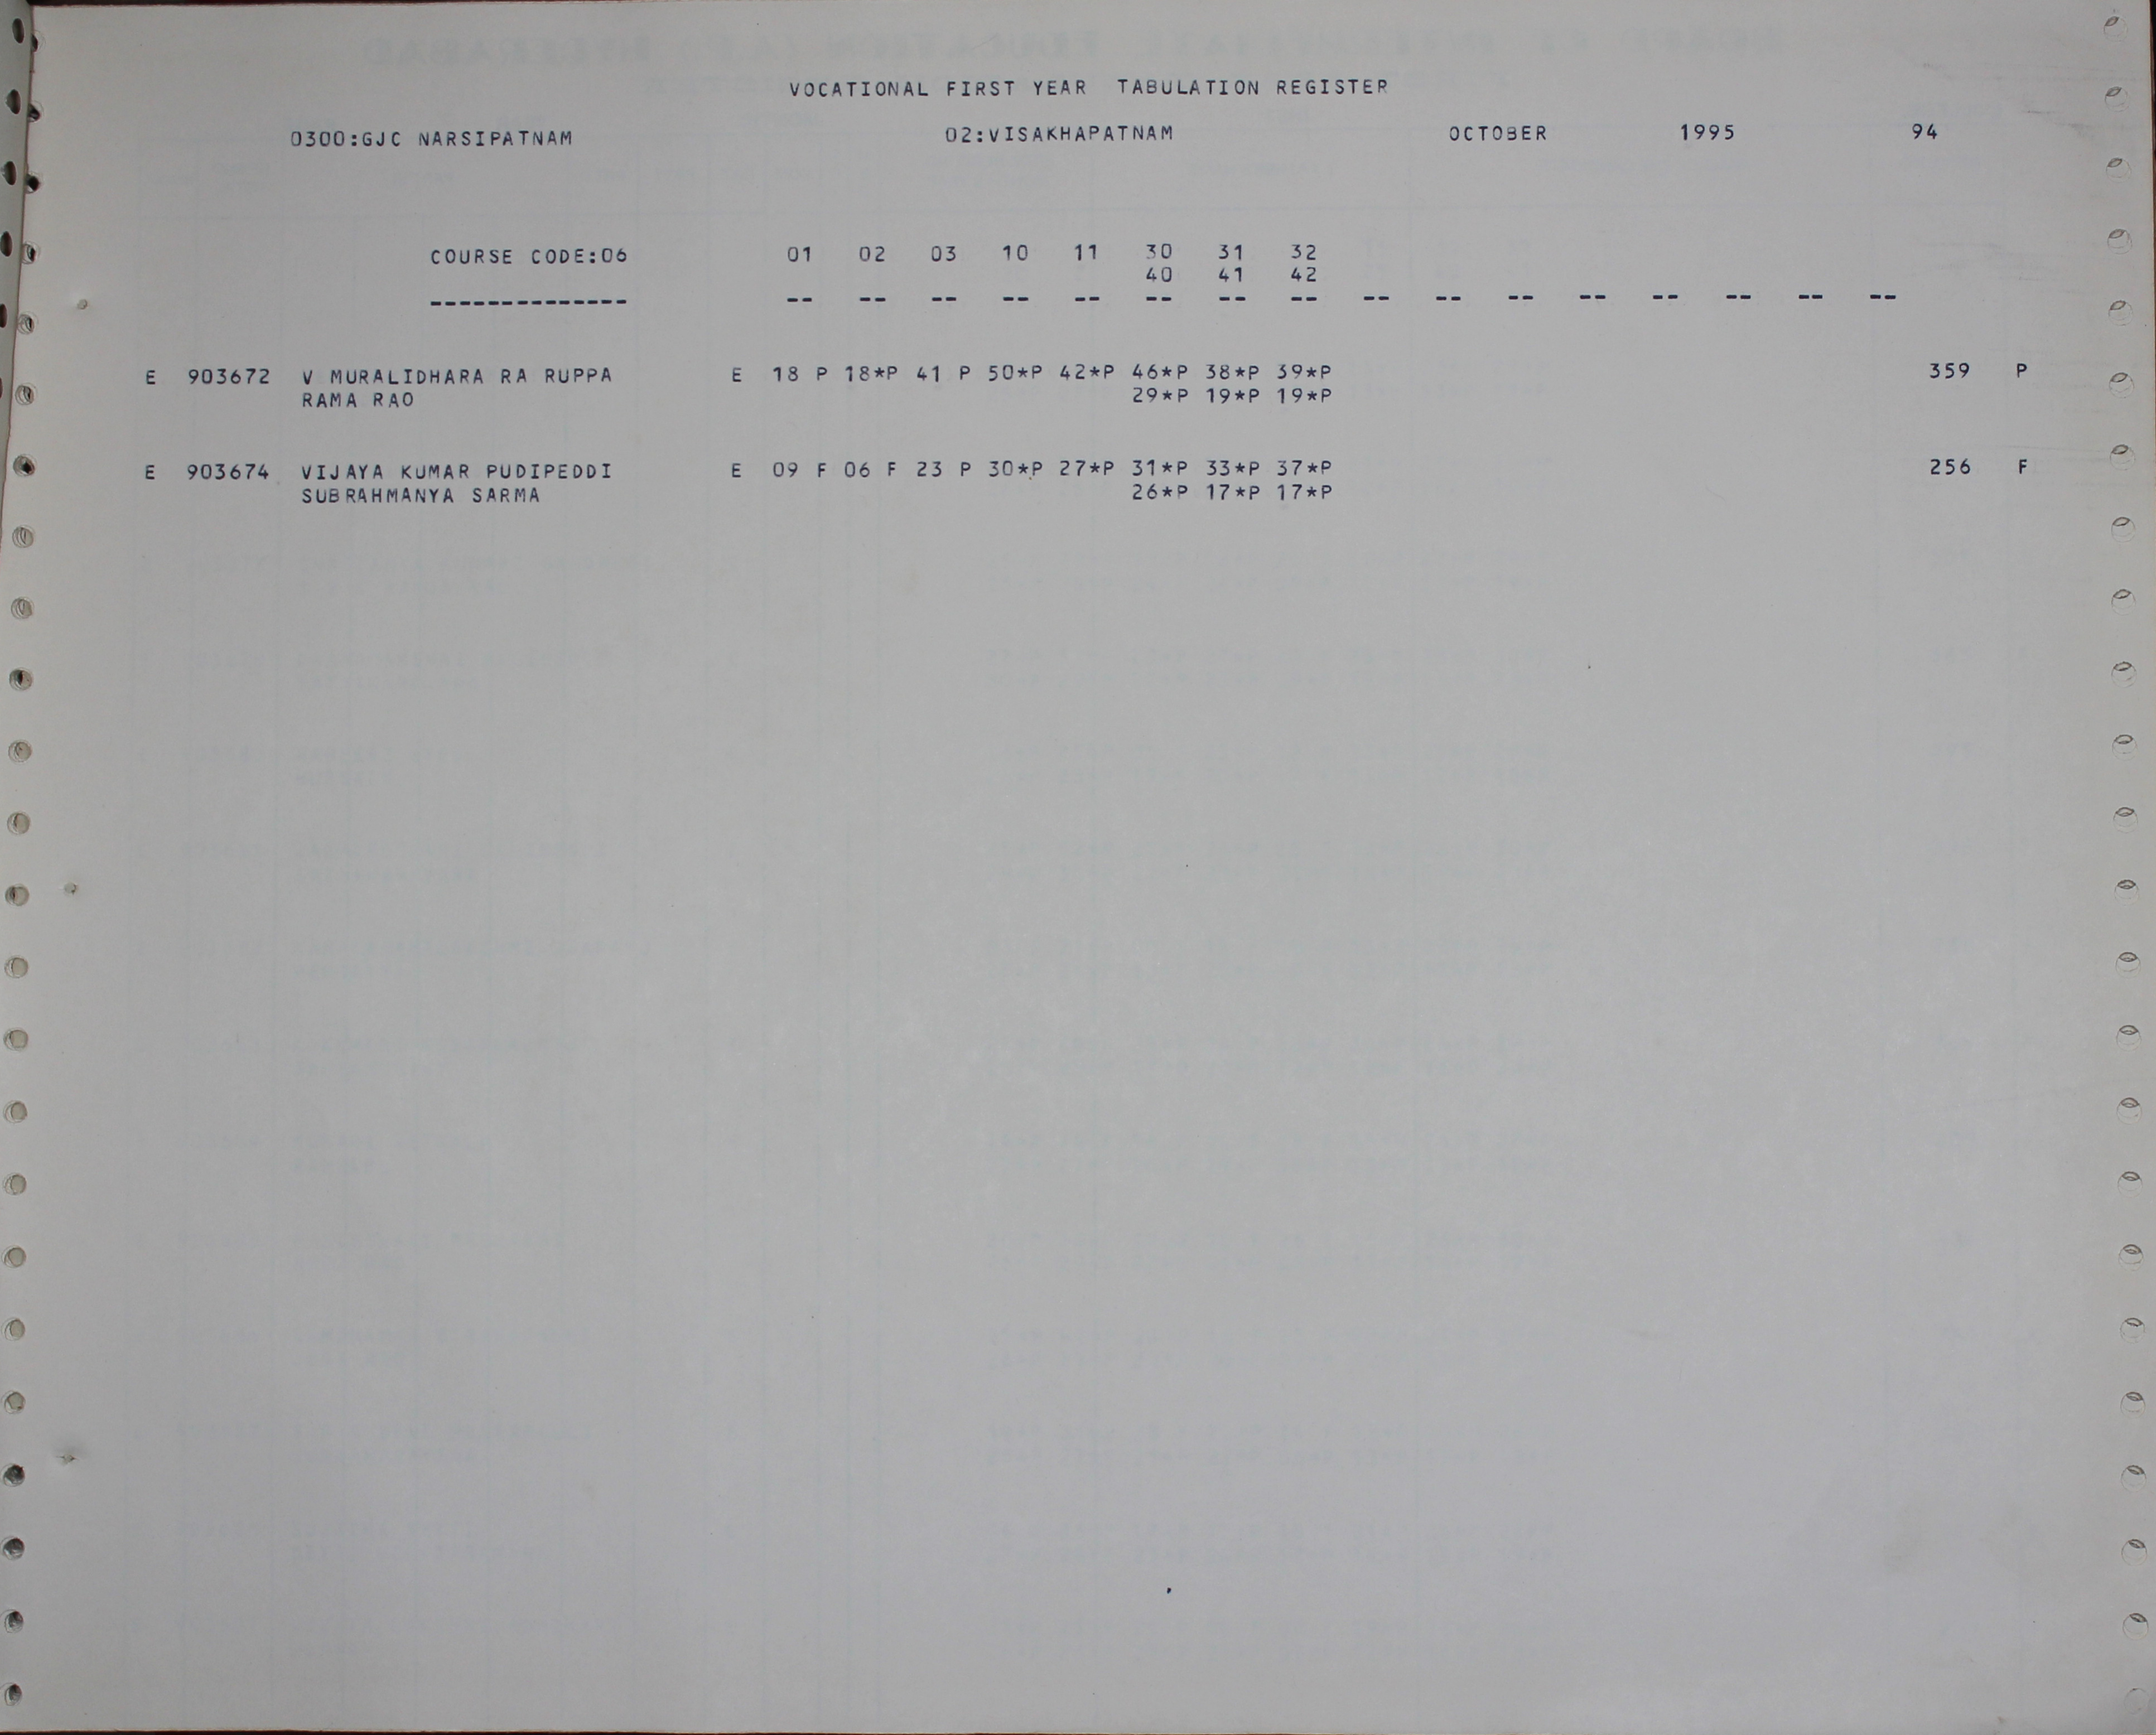 VOCATIONAL FIRST YEAR TABULATION REGISTER
0300:GJC NARSIPATNAM 02:VISAKHAPATNAM OCTOBER 1995 94
COURSE CODE:06 01 02 03 10 11 30 31 32
40 41 42
-------------- -- -- -- -- -- -- -- -- -- -- -- -- -- -- -- --
E 903672 V MURALIDHARA RA RUPPA E 18 P 18*P 41 P 50*P 42*P 46*P 38*P 39*P 359 P
RAMA RAO 29*P 19*P 19*P
E 903674 VIJAYA KUMAR PUDIPEDDI E 09 F 06 F 23 P 30*P 27*P 31*P 33*P 37*P 256 F
SUBRAHMANYA SARMA 26*P 17*P 17*P